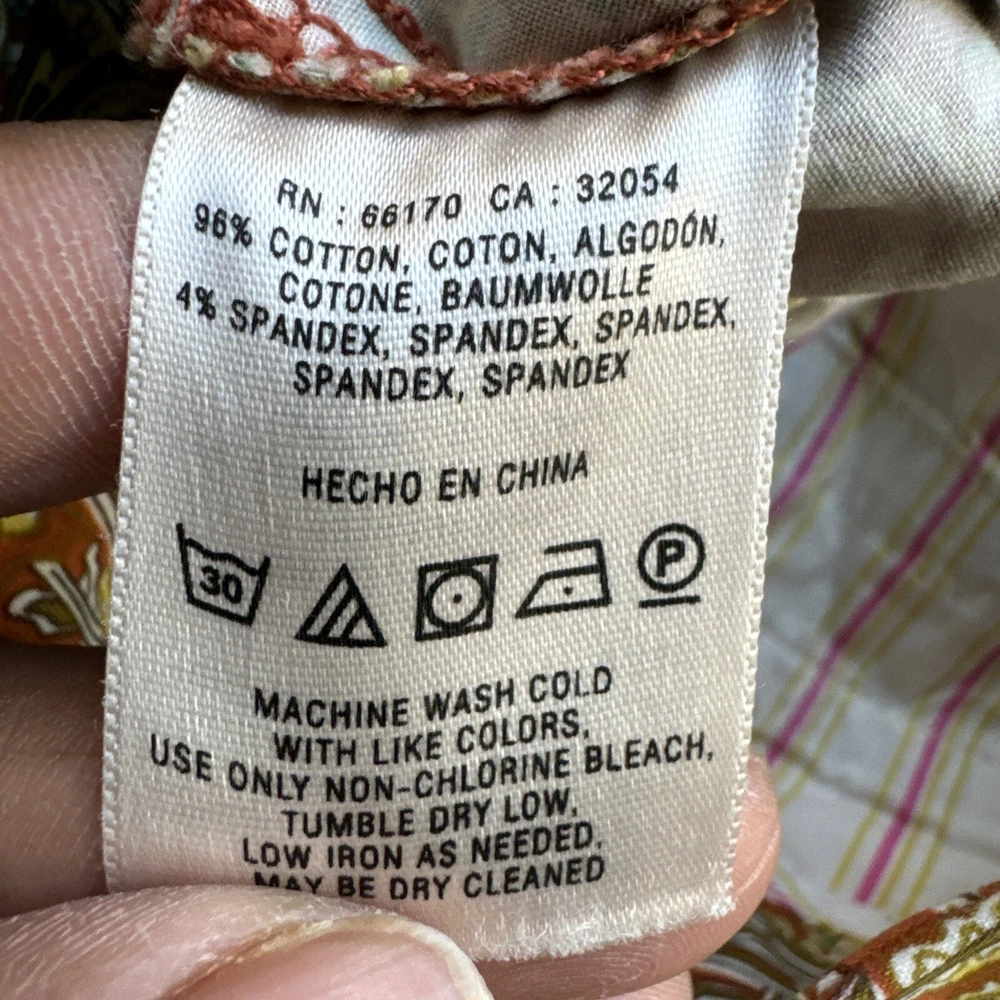 RN : 66170 CA : 32054
96% COTTON, COTON, ALGODÓN,
COTONE, BAUMWOLLE
4% SPANDEX, SPANDEX, SPANDEX,
SPANDEX, SPANDEX
HECHO EN CHINA
30
P
MACHINE WASH COLD
WITH LIKE COLORS,
USE ONLY NON-CHLORINE BLEACH,
TUMBLE DRY LOW,
LOW IRON AS NEEDED,
MAY BE DRY CLEANED